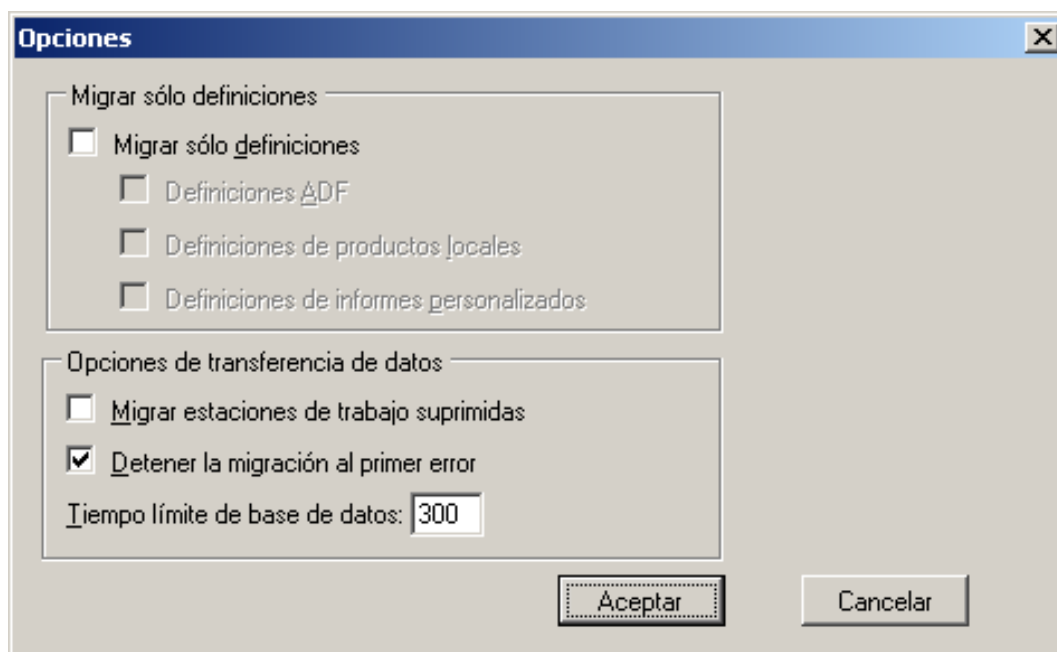 Opciones
Migrar sólo definiciones
Migrar sólo definiciones
Definiciones ADF
Definiciones de productos locales
Definiciones de informes personalizados
Opciones de transferencia de datos
Migrar estaciones de trabajo suprimidas
Detener la migración al primer error
Tiempo límite de base de datos: 300
Aceptar Cancelar